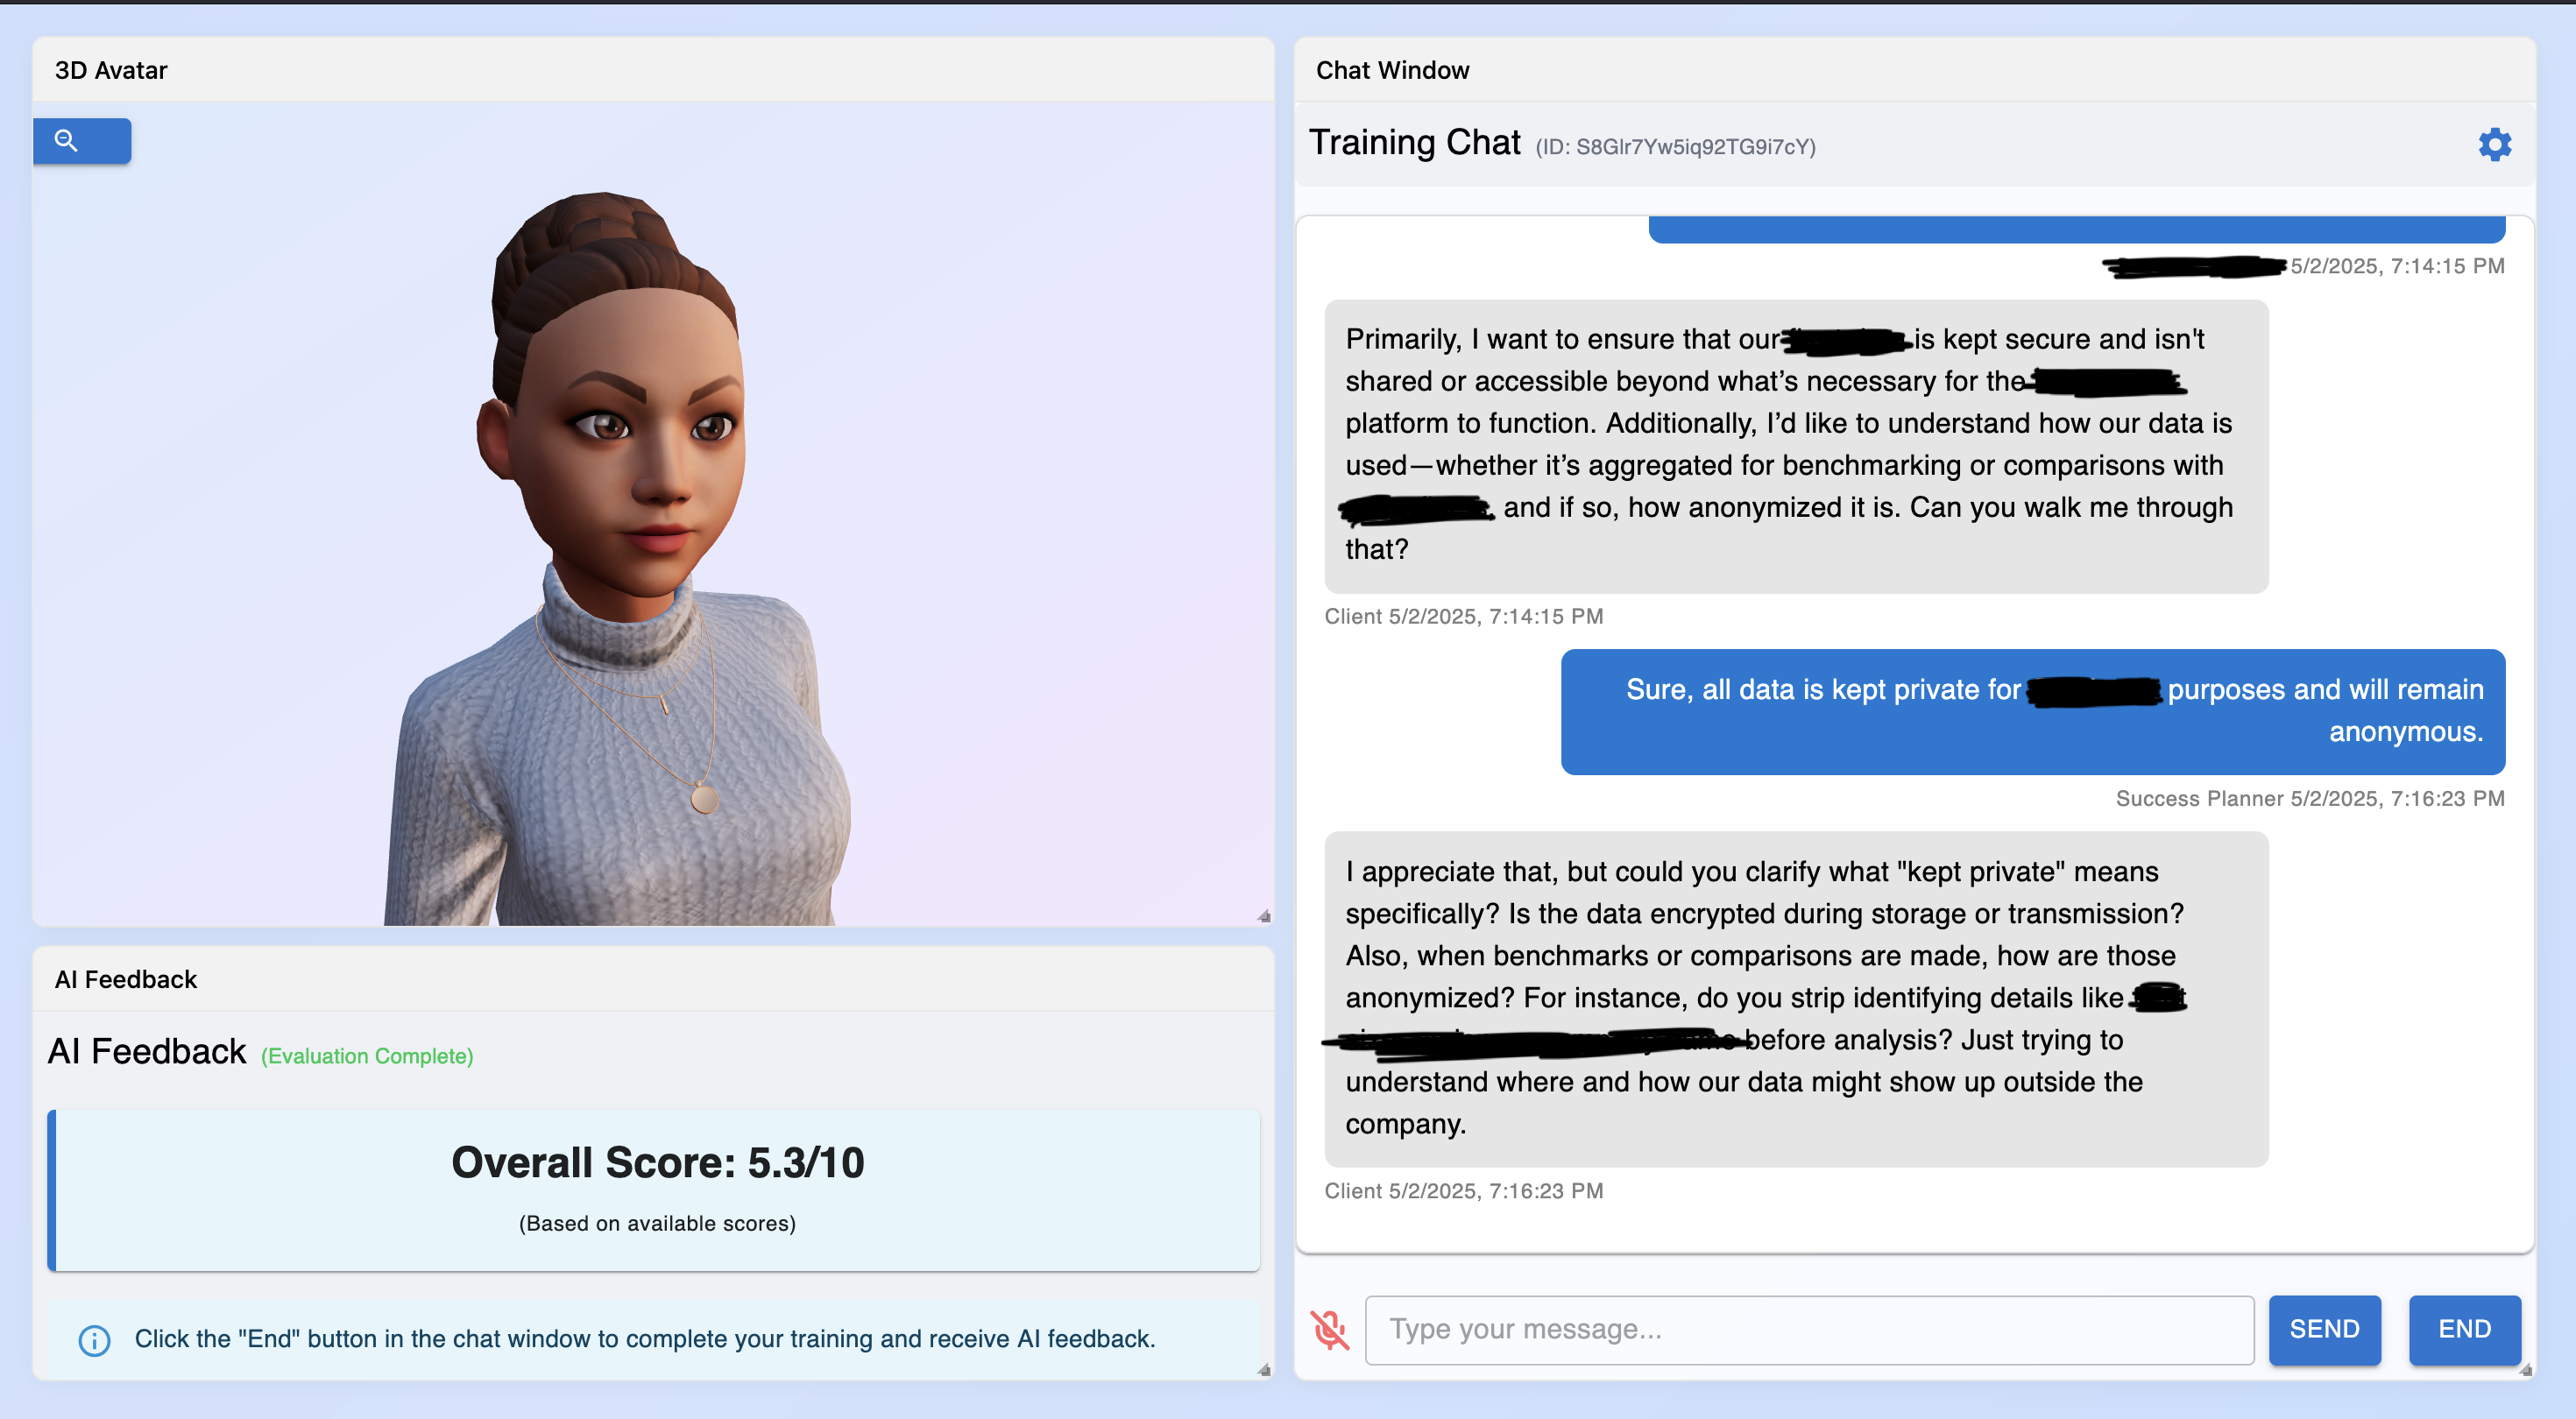 3D Avatar
AI Feedback
AI Feedback (Evaluation Complete)
Overall Score: 5.3/10
(Based on available scores)
Click the "End" button in the chat window to complete your training and receive AI feedback.
Chat Window
Training Chat (ID: S8Glr7Yw5iq92TG9i7cY)
5/2/2025, 7:14:15 PM
Primarily, I want to ensure that our is kept secure and isn't
shared or accessible beyond what’s necessary for the
platform to function. Additionally, I’d like to understand how our data is
used—whether it’s aggregated for benchmarking or comparisons with
and if so, how anonymized it is. Can you walk me through
that?
Client 5/2/2025, 7:14:15 PM
Sure, all data is kept private for purposes and will remain
anonymous.
Success Planner 5/2/2025, 7:16:23 PM
I appreciate that, but could you clarify what "kept private" means
specifically? Is the data encrypted during storage or transmission?
Also, when benchmarks or comparisons are made, how are those
anonymized? For instance, do you strip identifying details like
before analysis? Just trying to
understand where and how our data might show up outside the
company.
Client 5/2/2025, 7:16:23 PM
Type your message...
SEND
END